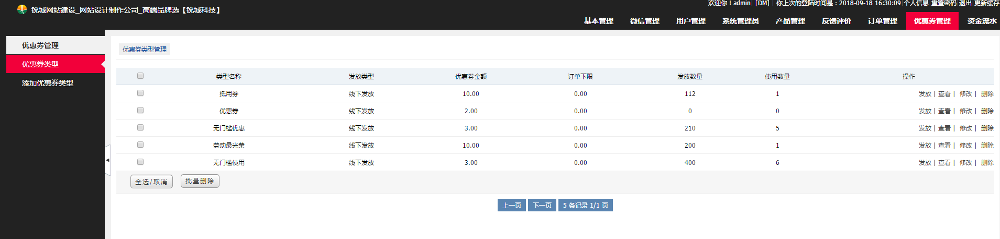 锐城网站建设_网站设计制作公司_高端品牌选【锐城科技】
欢迎你！admin| [DM] | 你上次的登陆时间是：2018-09-18 16:30:09|个人信息|重置密码|退出|更新缓存
基本管理 微信管理 用户管理 系统管理员 产品管理 反馈评价 订单管理 优惠券管理 资金流水
优惠券管理
优惠券类型
添加优惠券类型
优惠券类型管理
类型名称 发放类型 优惠券金额 订单下限 发放数量 使用数量 操作
抵用券 线下发放 10.00 0.00 112 1 发放 | 查看 | 修改 | 删除
优惠券 线下发放 2.00 0.00 0 0 发放 | 查看 | 修改 | 删除
无门槛优惠 线下发放 3.00 0.00 210 5 发放 | 查看 | 修改 | 删除
劳动最光荣 线下发放 10.00 0.00 200 1 发放 | 查看 | 修改 | 删除
无门槛使用 线下发放 3.00 0.00 400 6 发放 | 查看 | 修改 | 删除
全选/取消 批量删除
上一页 下一页 5 条记录 1/1 页